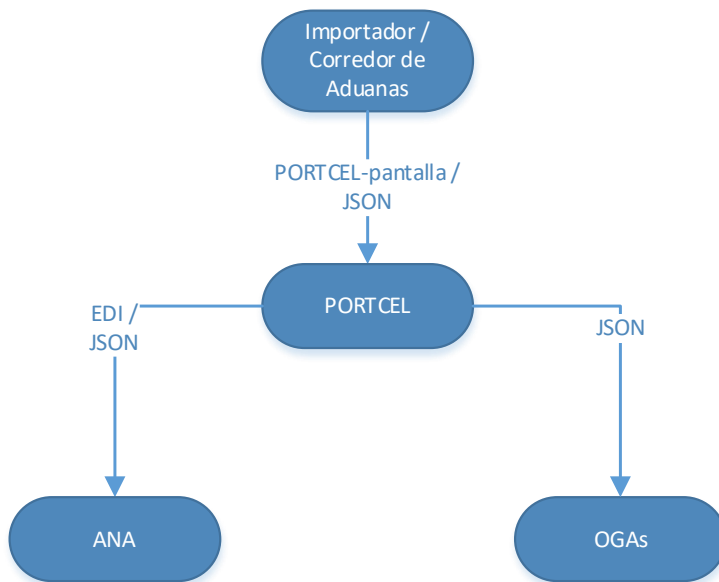 Importador /
Corredor de
Aduanas
PORTCEL-pantalla /
JSON
PORTCEL
EDI /
JSON
JSON
ANA
OGAs